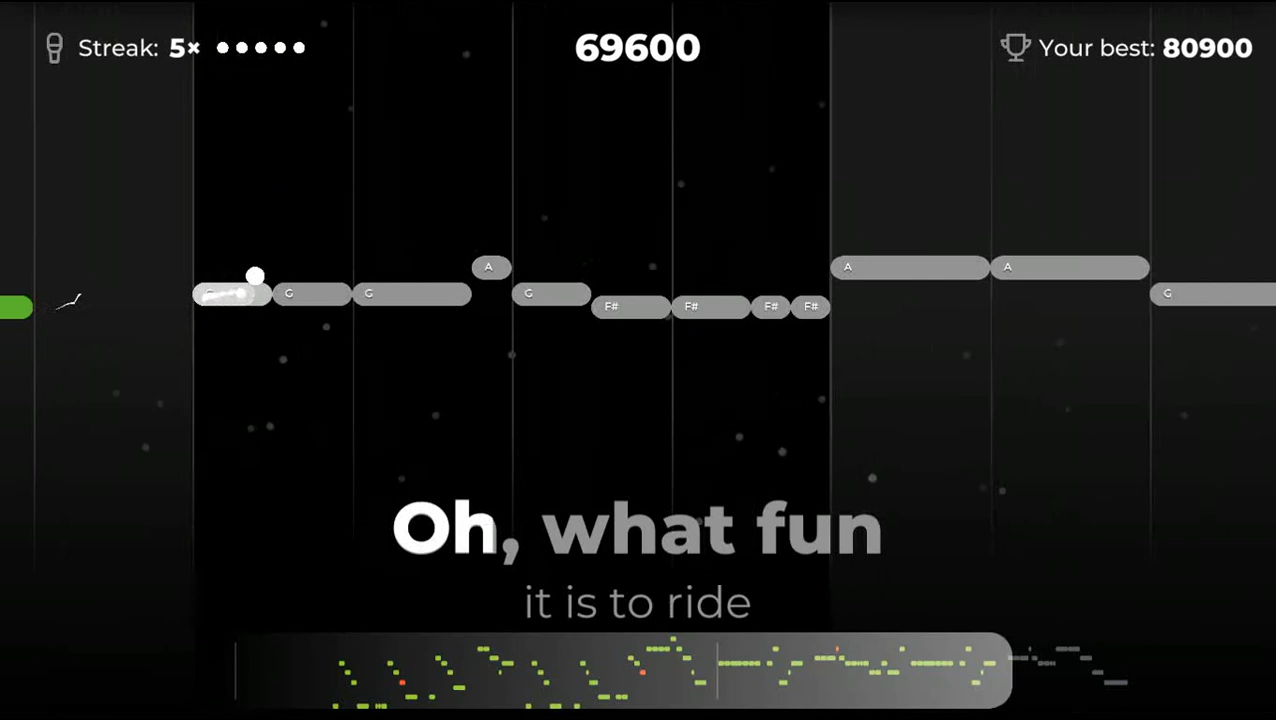 Streak: 5× 69600 Your best: 80900
A A A
G G G G
F# F# F# F#
Oh, what fun
it is to ride